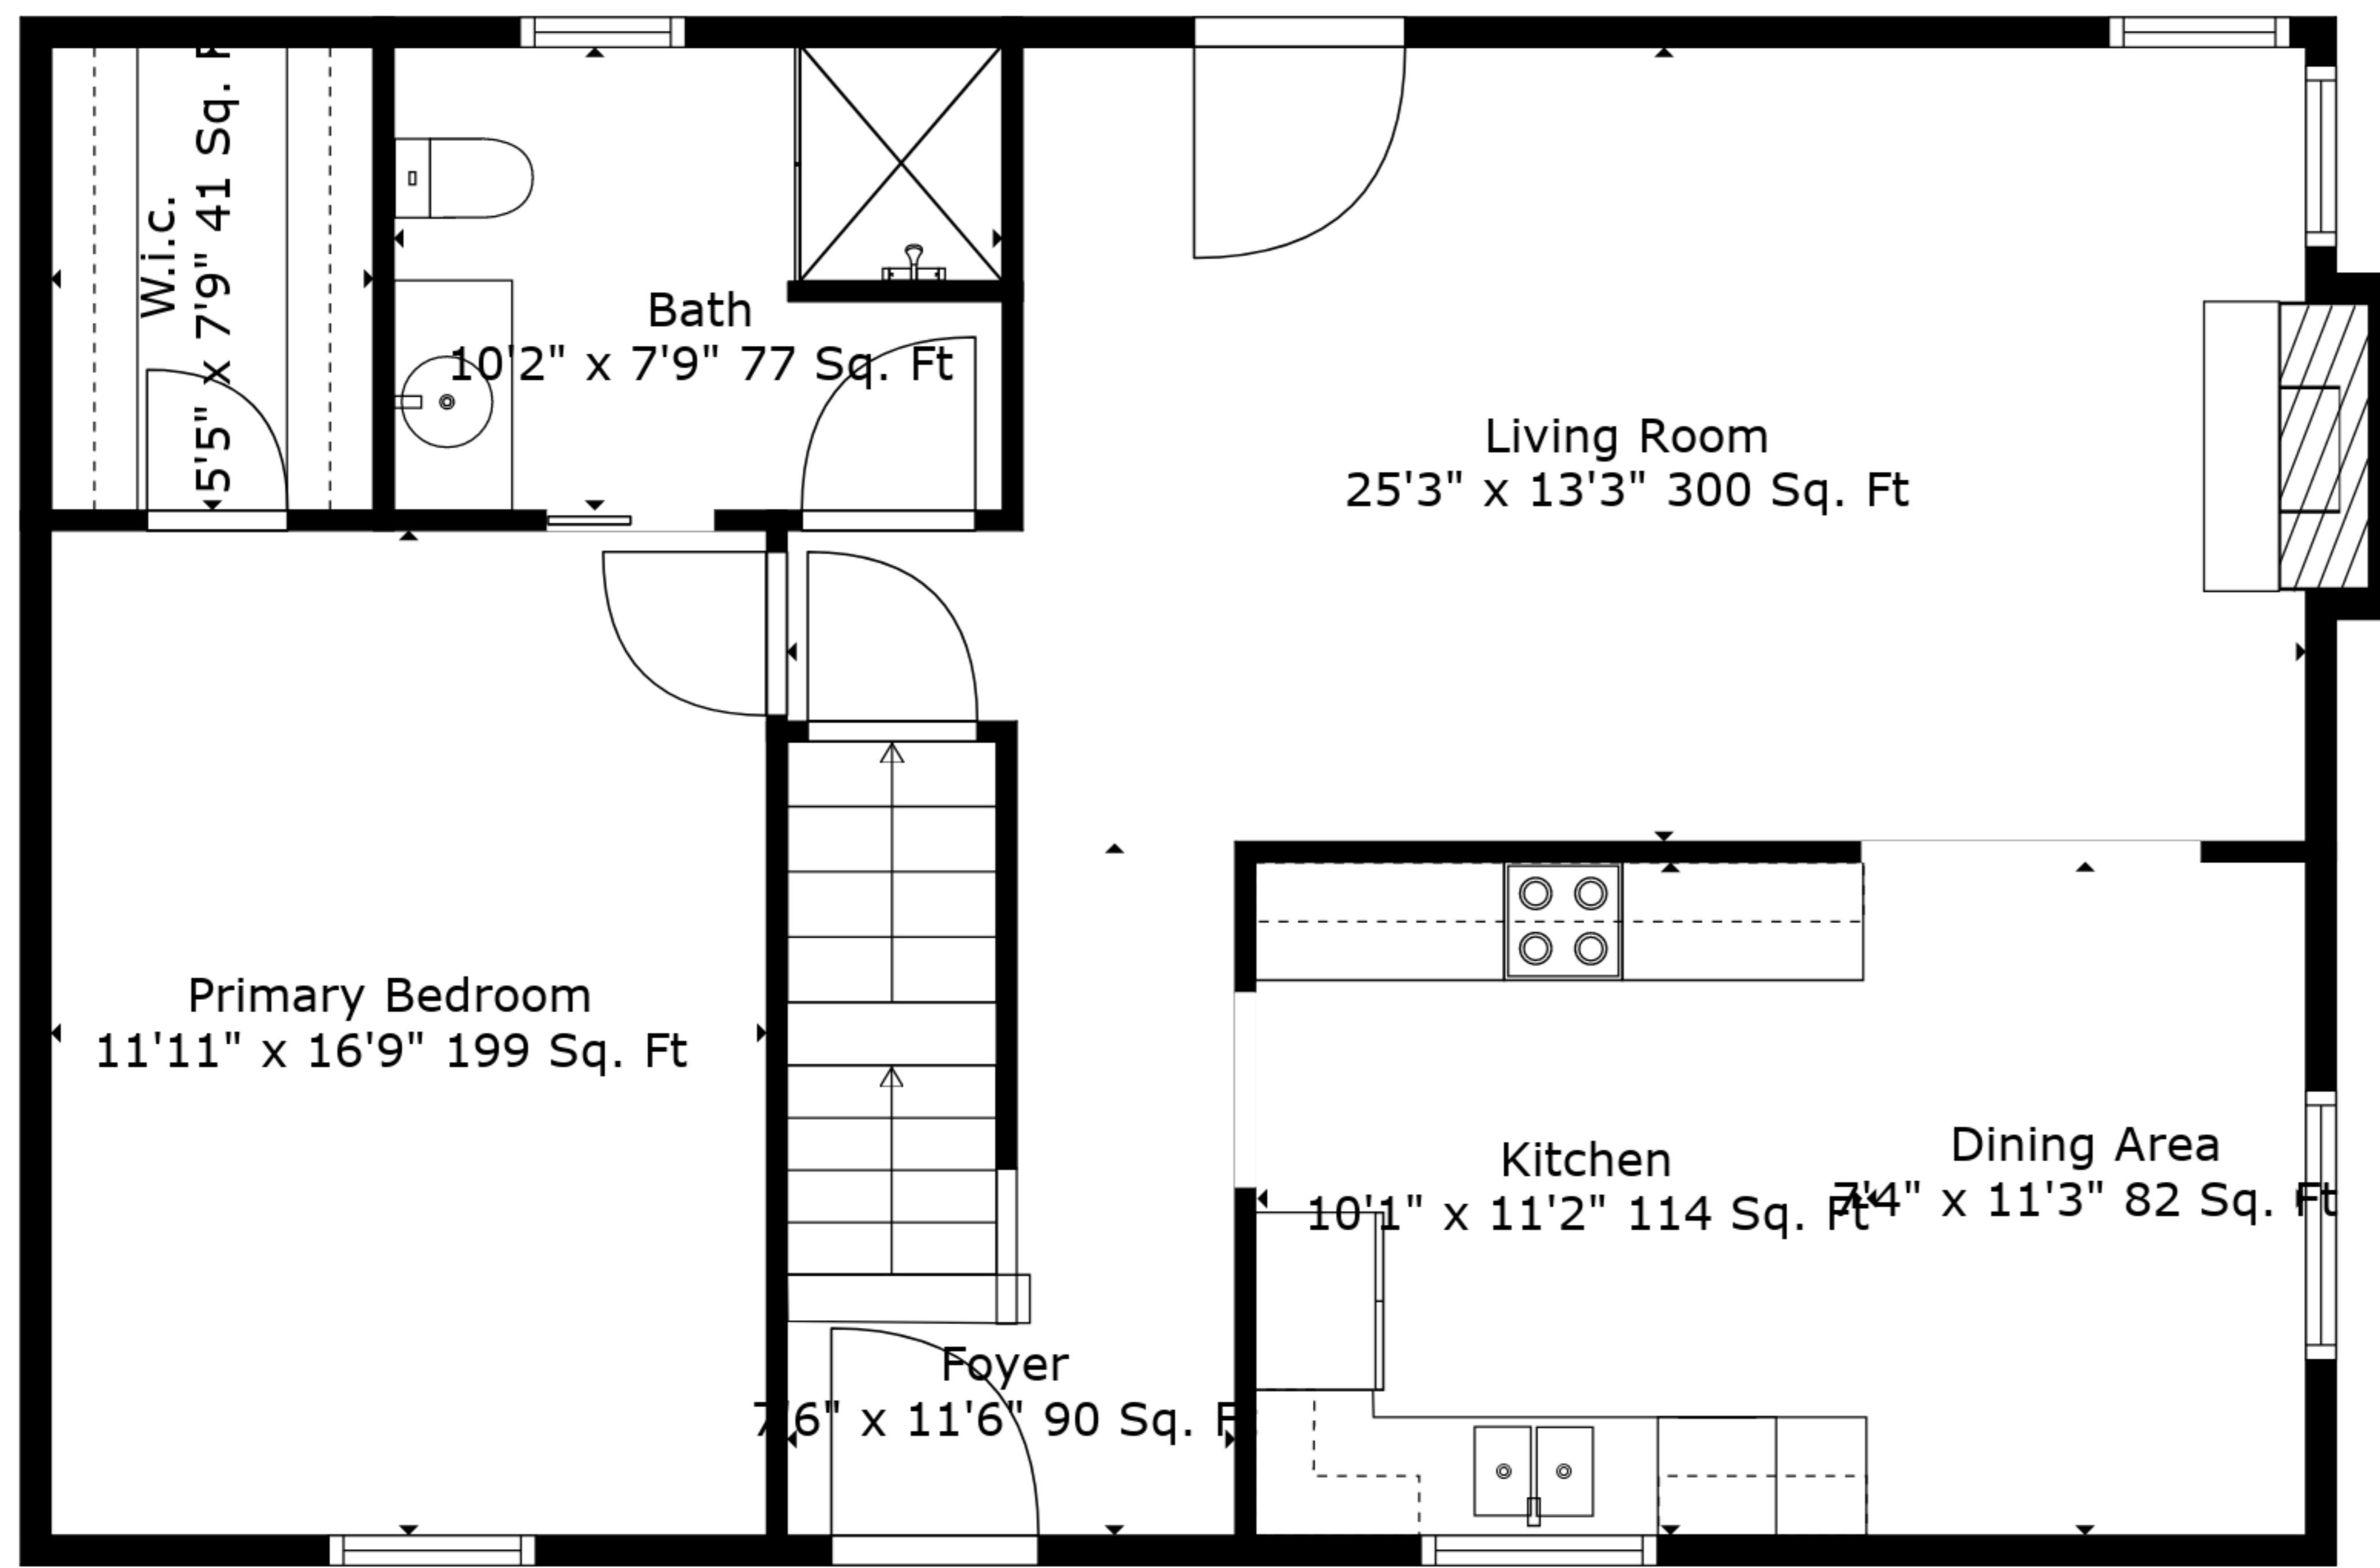 W.i.c.
5'5" x 7'9" 41 Sq.
Bath
10'2" x 7'9" 77 Sq. Ft
Living Room
25'3" x 13'3" 300 Sq. Ft
Primary Bedroom
11'11" x 16'9" 199 Sq. Ft
Kitchen
10'1" x 11'2" 114 Sq. Ft
Dining Area
7'4" x 11'3" 82 Sq. Ft
Foyer
7'6" x 11'6" 90 Sq. F